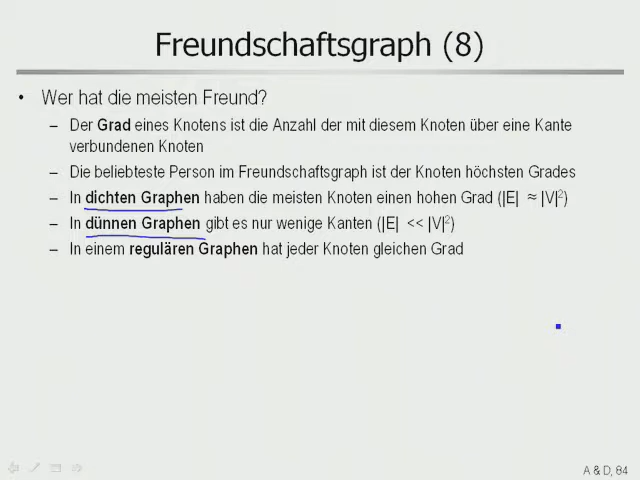 Freundschaftsgraph (8)
• Wer hat die meisten Freund?
– Der Grad eines Knotens ist die Anzahl der mit diesem Knoten über eine Kante
verbundenen Knoten
– Die beliebteste Person im Freundschaftsgraph ist der Knoten höchsten Grades
– In dichten Graphen haben die meisten Knoten einen hohen Grad (|E| ≈ |V|²)
– In dünnen Graphen gibt es nur wenige Kanten (|E| << |V|²)
– In einem regulären Graphen hat jeder Knoten gleichen Grad
A & D, 84